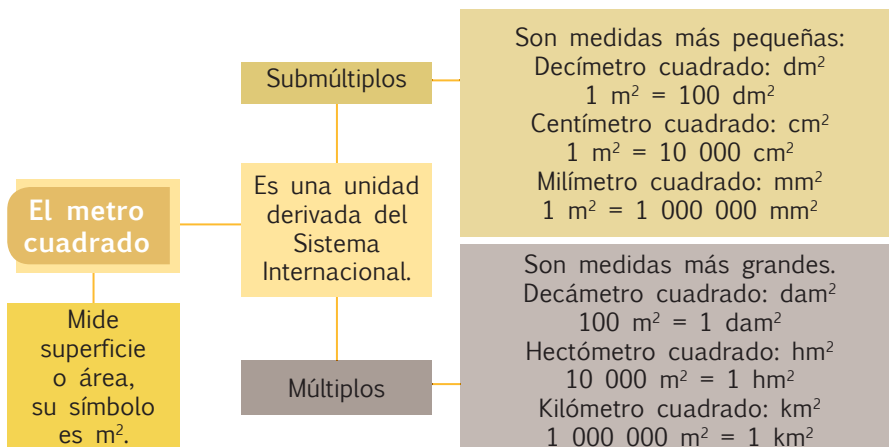 El metro
cuadrado
Mide
superficie
o área,
su símbolo
es m².
Es una unidad
derivada del
Sistema
Internacional.
Submúltiplos
Son medidas más pequeñas:
Decímetro cuadrado: dm²
1 m² = 100 dm²
Centímetro cuadrado: cm²
1 m² = 10 000 cm²
Milímetro cuadrado: mm²
1 m² = 1 000 000 mm²
Múltiplos
Son medidas más grandes.
Decámetro cuadrado: dam²
100 m² = 1 dam²
Hectómetro cuadrado: hm²
10 000 m² = 1 hm²
Kilómetro cuadrado: km²
1 000 000 m² = 1 km²